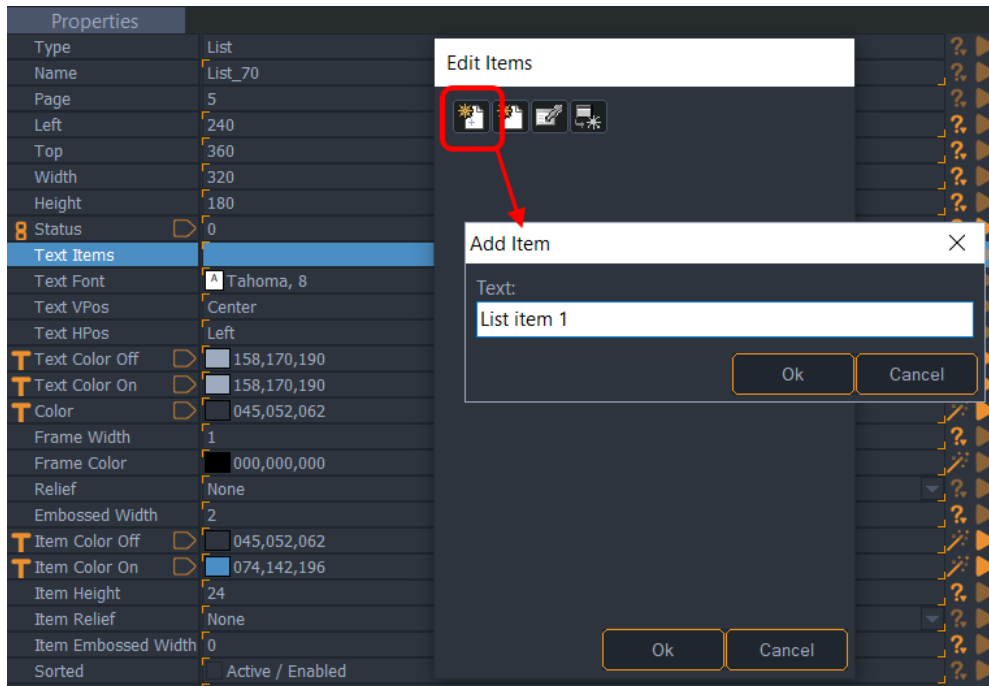 Properties
Type List
Name List_70
Page 5
Left 240
Top 360
Width 320
Height 180
Status 0
Text Items
Text Font A Tahoma, 8
Text VPos Center
Text HPos Left
Text Color Off 158,170,190
Text Color On 158,170,190
Color 045,052,062
Frame Width 1
Frame Color 000,000,000
Relief None
Embossed Width 2
Item Color Off 045,052,062
Item Color On 074,142,196
Item Height 24
Item Relief None
Item Embossed Width 0
Sorted Active / Enabled
Edit Items
Add Item
Text:
List item 1
Ok Cancel
Ok Cancel